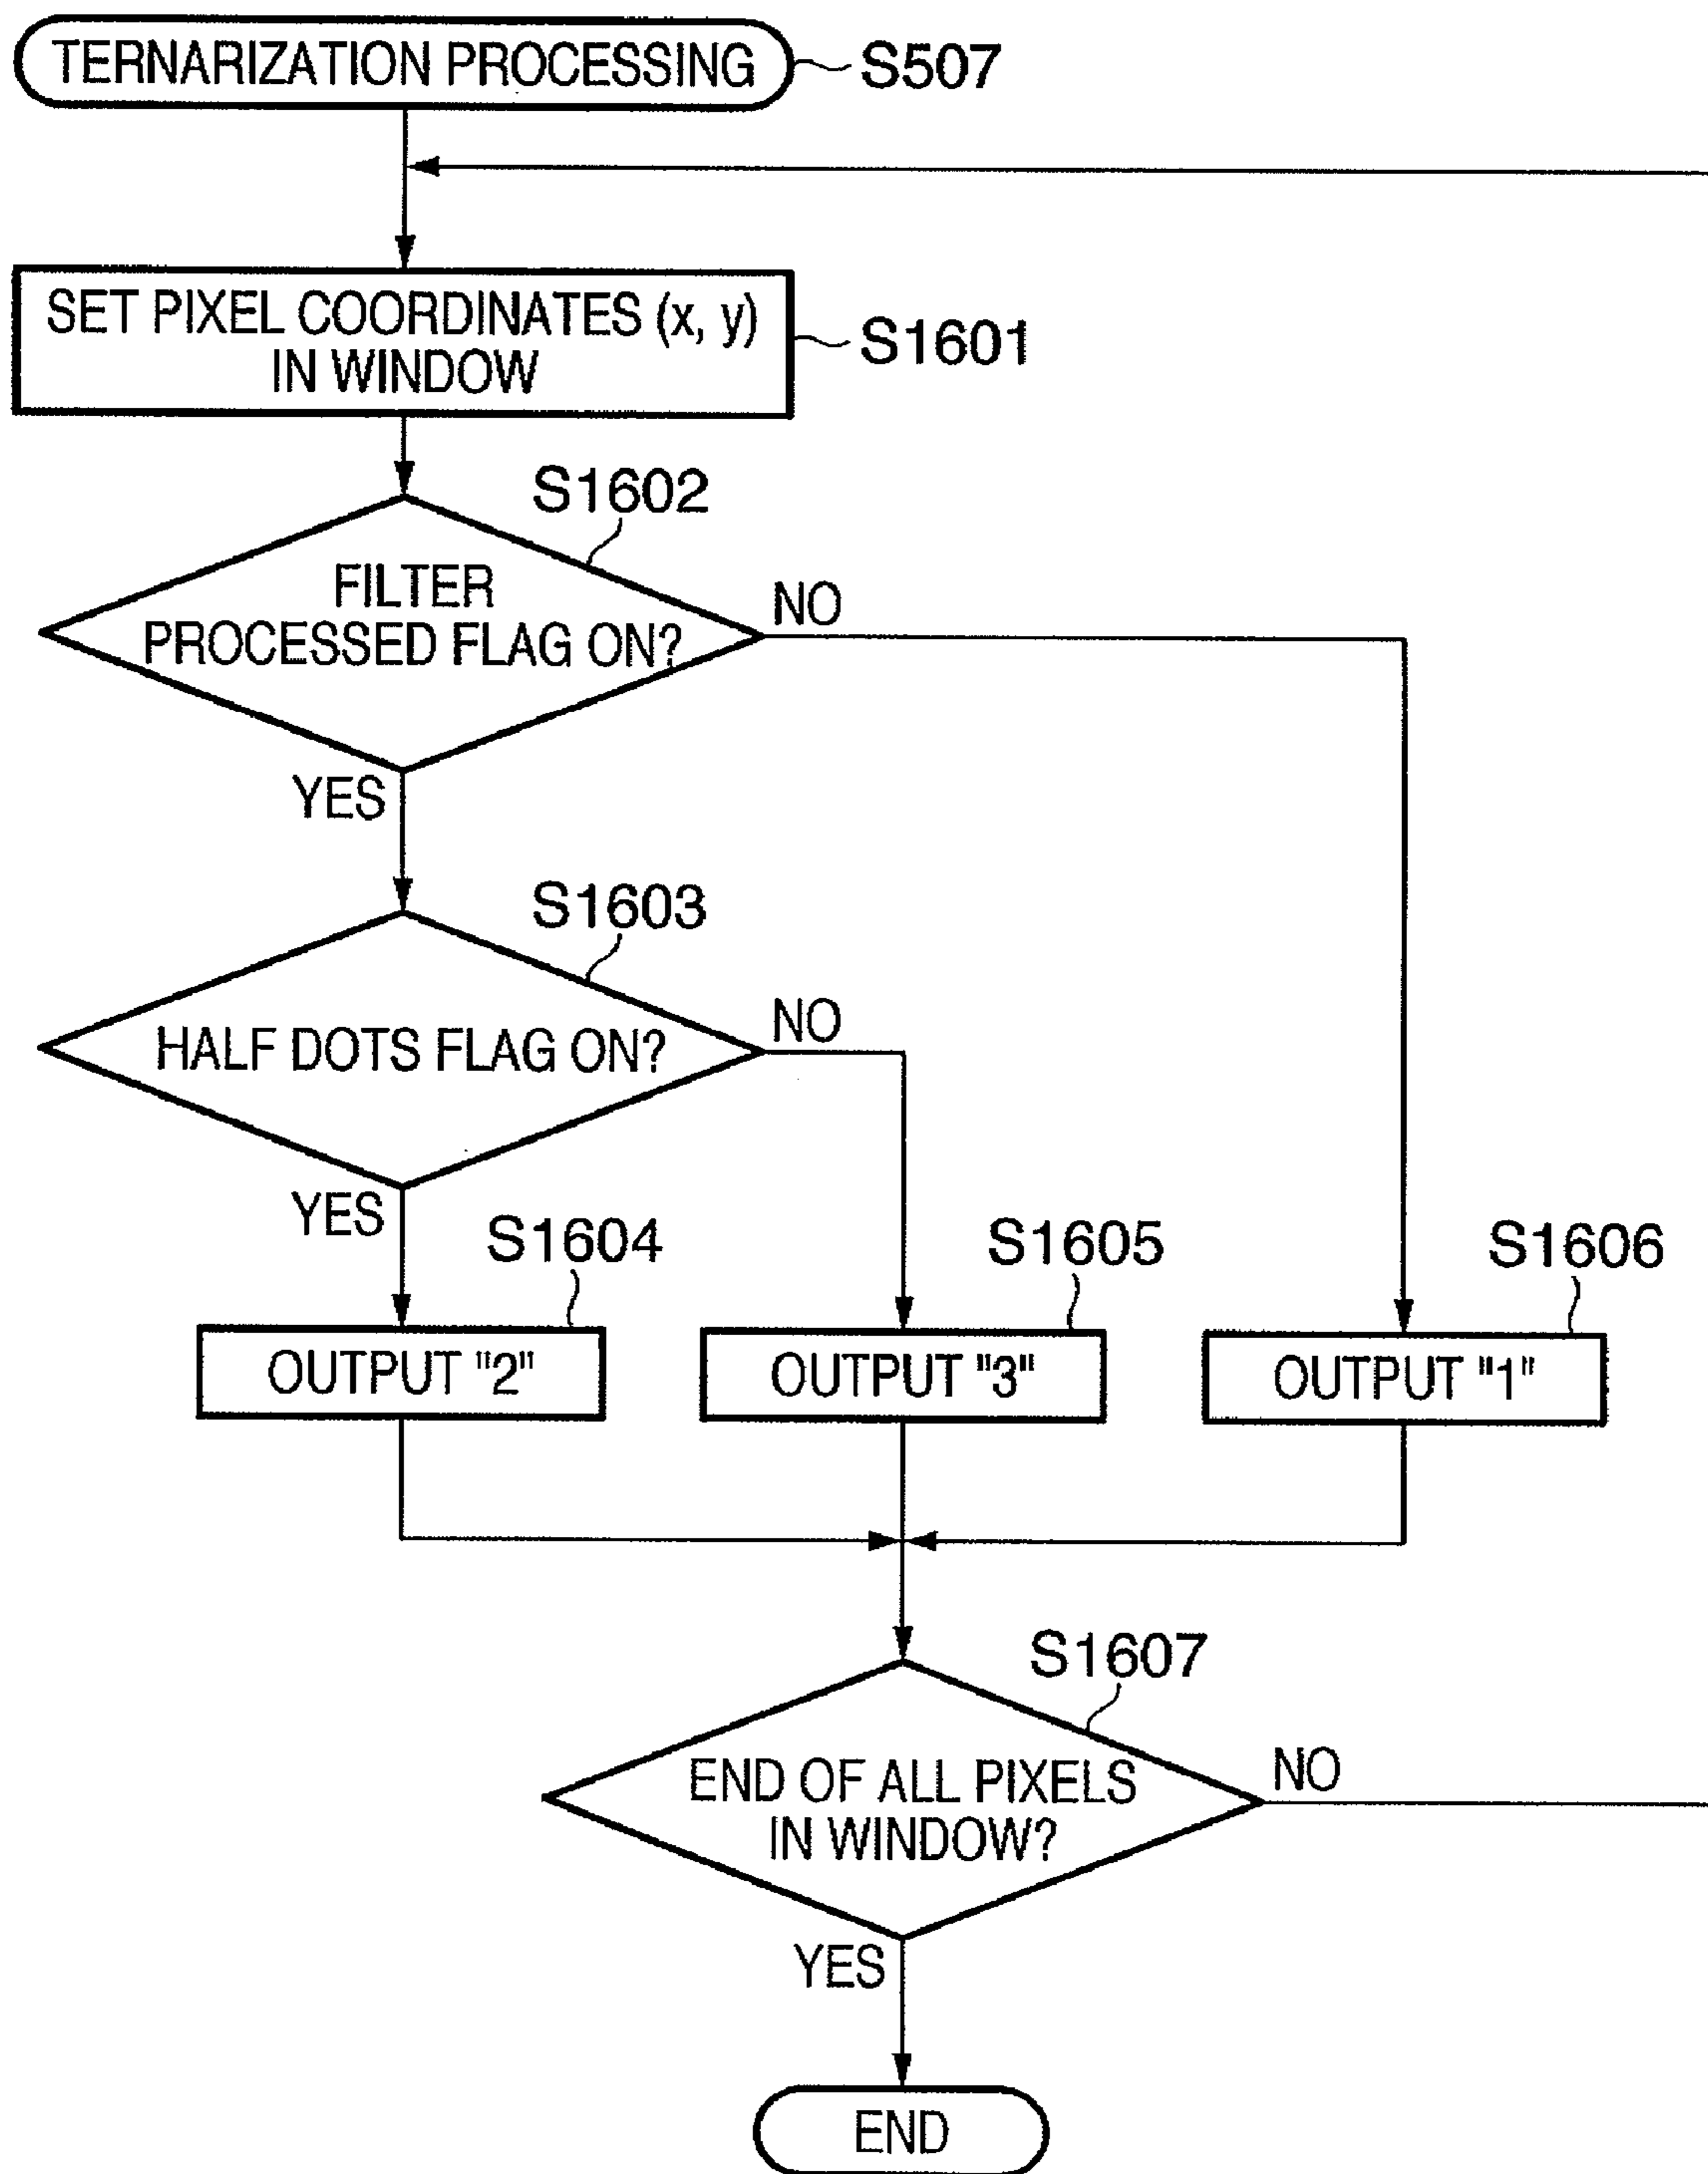 TERNARIZATION PROCESSING
S507
SET PIXEL COORDINATES (x, y)
IN WINDOW
S1601
S1602
FILTER
PROCESSED FLAG ON?
NO
YES
S1603
HALF DOTS FLAG ON?
NO
YES
S1604
S1605
S1606
OUTPUT "2"
OUTPUT "3"
OUTPUT "1"
S1607
END OF ALL PIXELS
IN WINDOW?
NO
YES
END